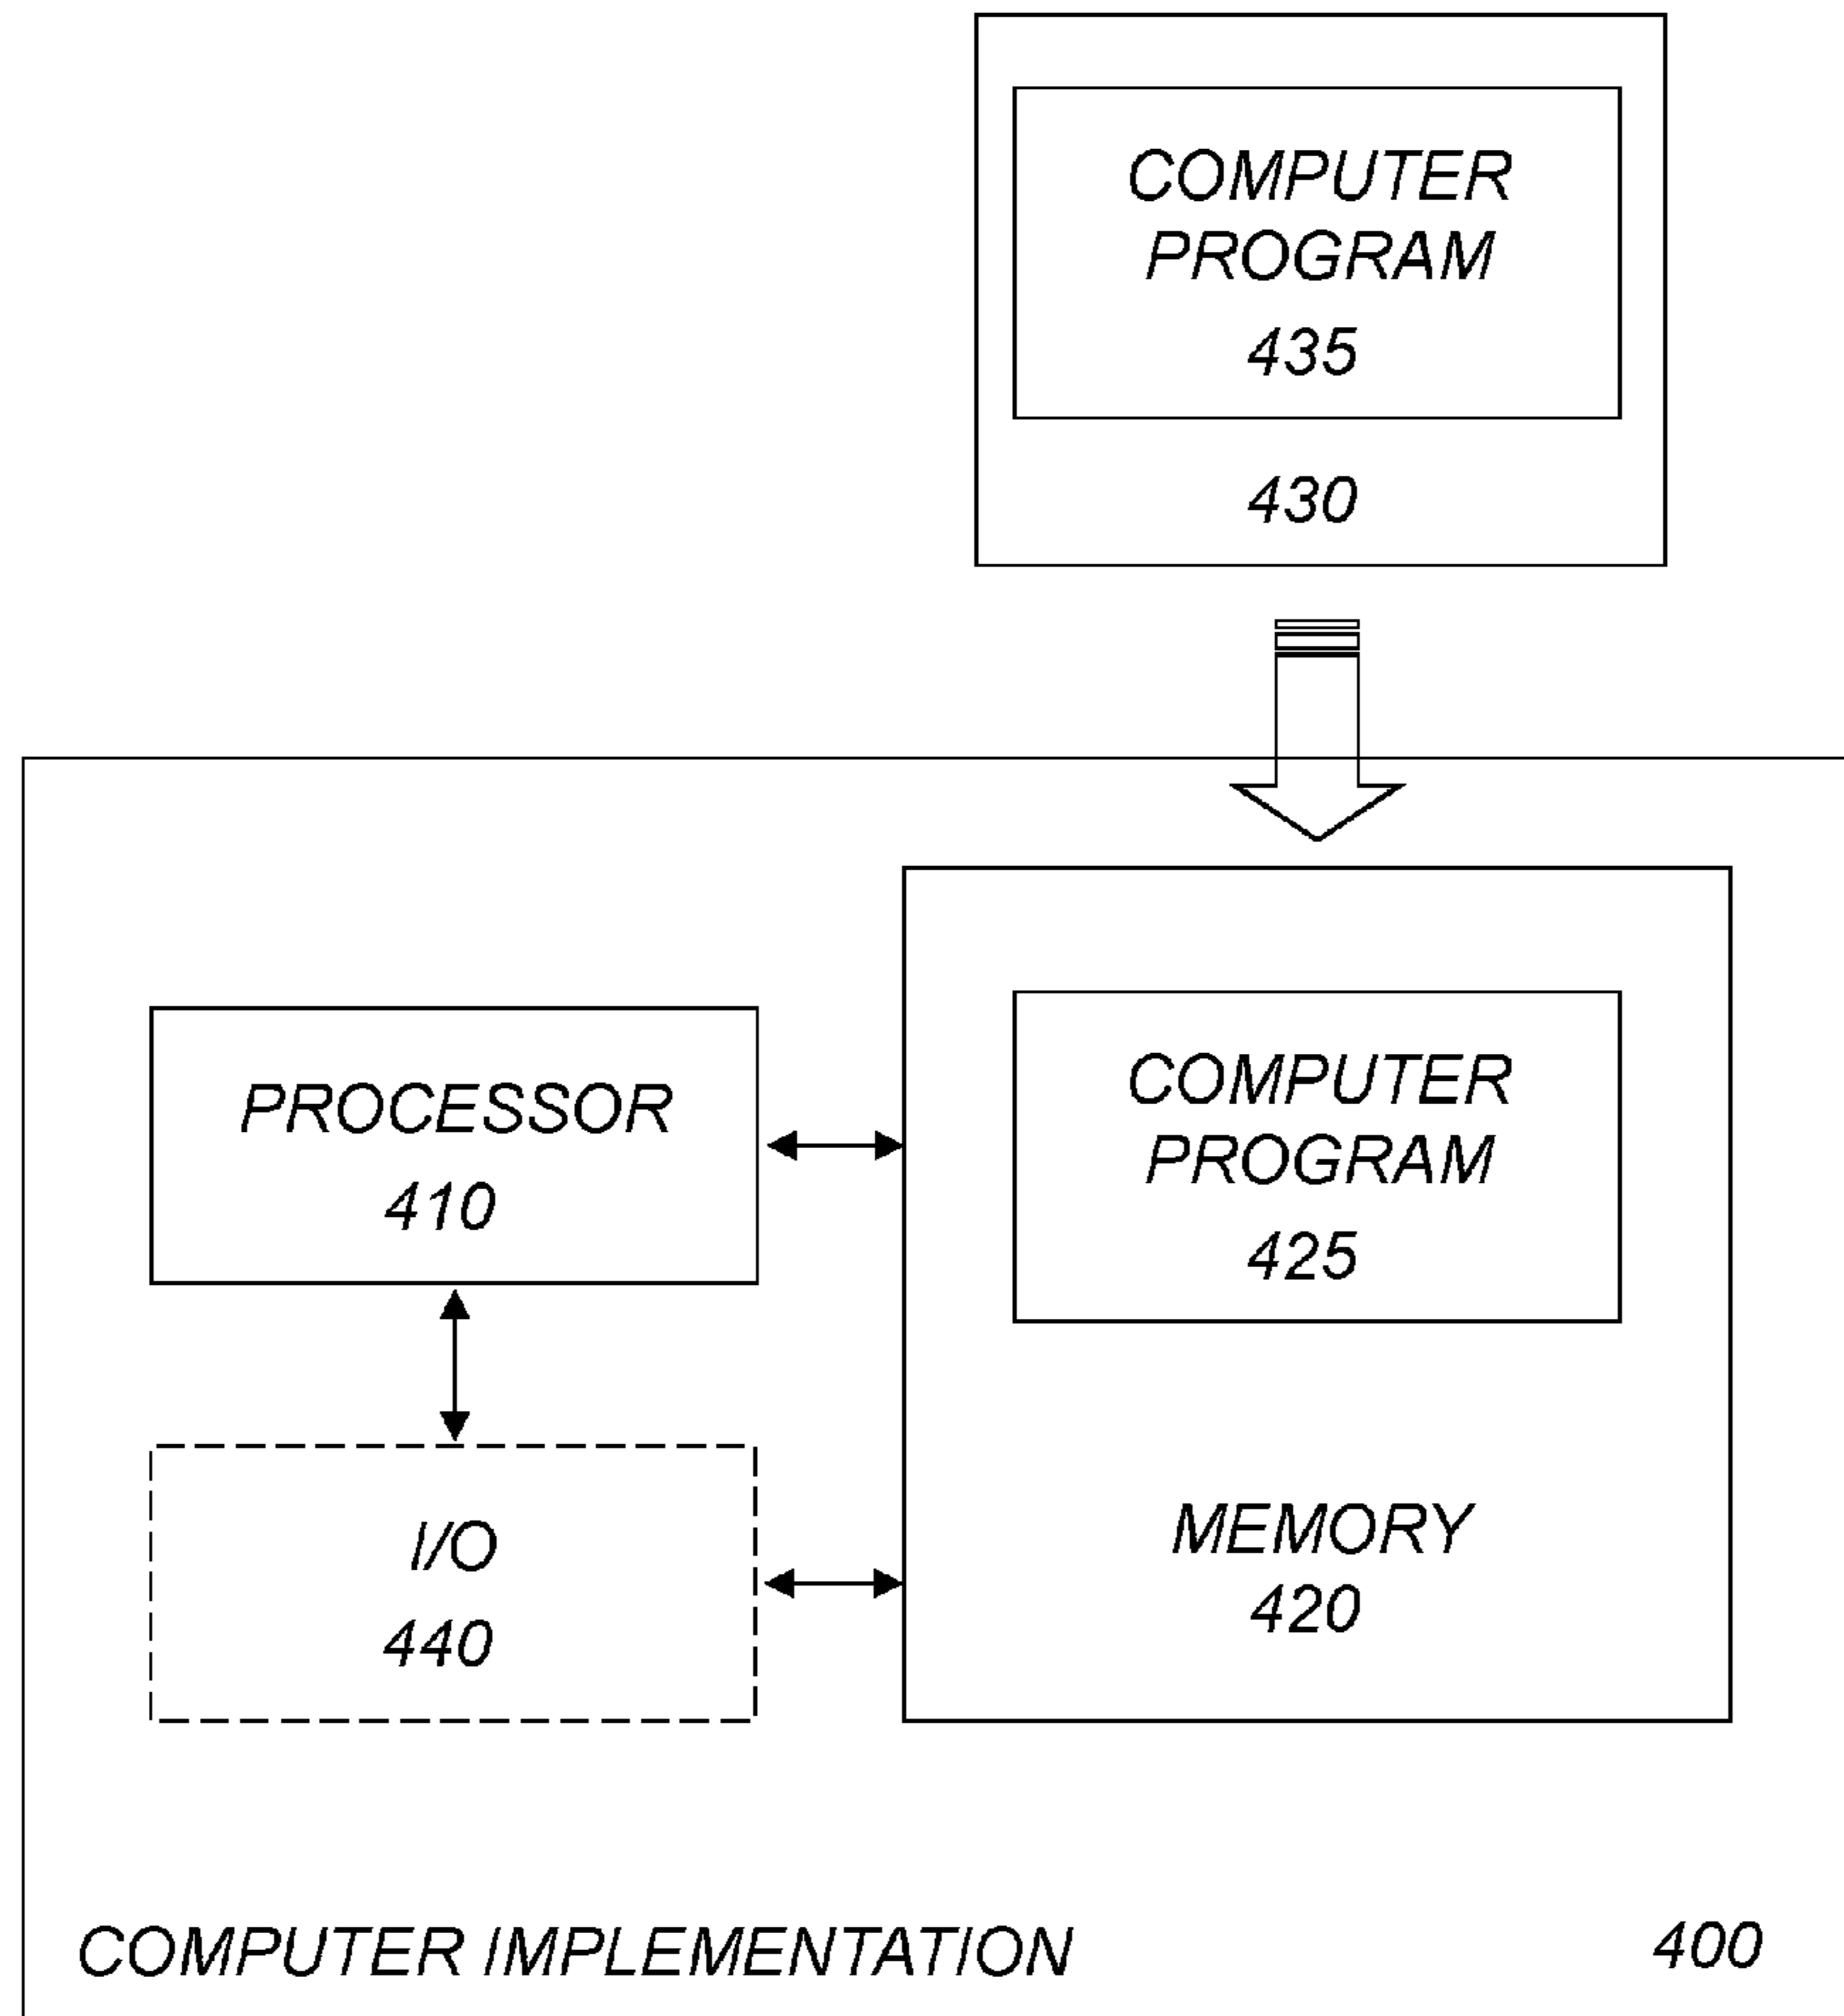 COMPUTER
PROGRAM
435
430
PROCESSOR
410
COMPUTER
PROGRAM
425
I/O
440
MEMORY
420
COMPUTER IMPLEMENTATION
400